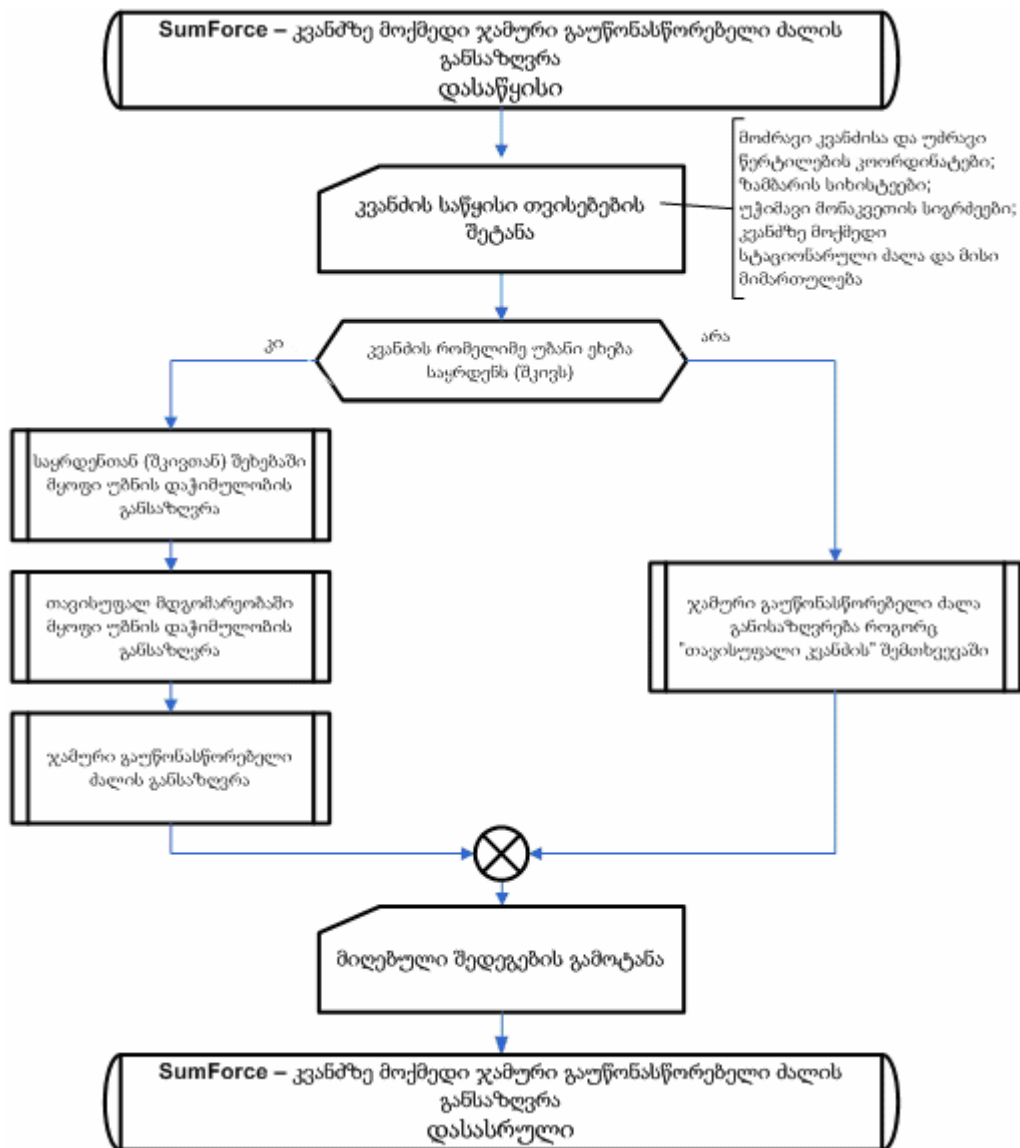 SumForce – კვანძზე მოქმედი ჯამური გაუწონასწორებელი ძალის
განსაზღვრა
დასაწყისი
მოძრავი კვანძისა და უძრავი
წერტილების კოორდინატები;
ზამბარის სიხისტეები;
უჭიმავი მონაკვეთის სიგრძეები;
კვანძზე მოქმედი
სტაციონარული ძალა და მისი
მიმართულება
კვანძის საწყისი თვისებების
შეტანა
კვანძის რომელიმე უბანი ეხება
საყრდენს (შკივს)
კი
არა
საყრდენთან (შკივთან) შეხებაში
მყოფი უბნის დაჭიმულობის
განსაზღვრა
თავისუფალ მდგომარეობაში
მყოფი უბნის დაჭიმულობის
განსაზღვრა
ჯამური გაუწონასწორებელი
ძალის განსაზღვრა
ჯამური გაუწონასწორებელი ძალა
განისაზღვრება როგორც
"თავისუფალი კვანძის" შემთხვევაში
მიღებული შედეგების გამოტანა
SumForce – კვანძზე მოქმედი ჯამური გაუწონასწორებელი ძალის
განსაზღვრა
დასასრული